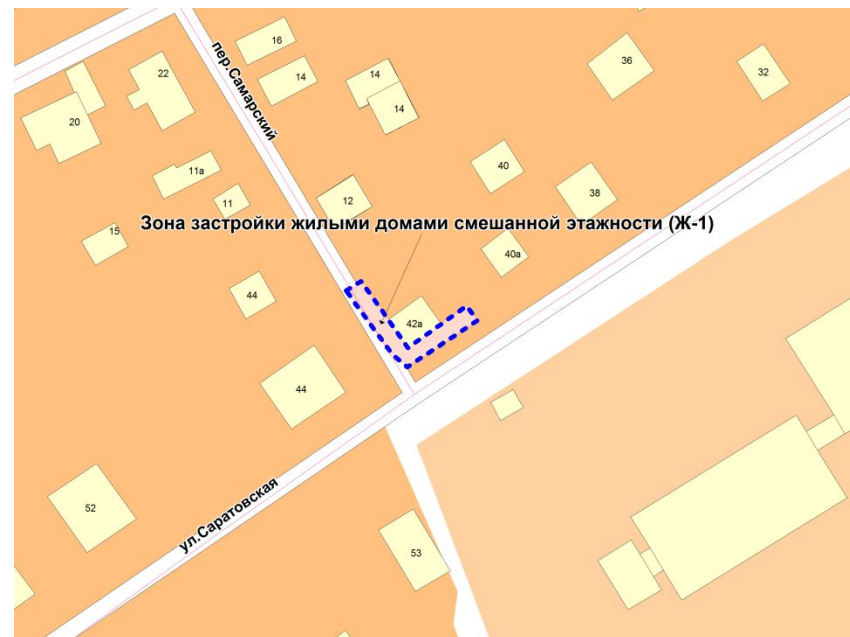 16
пер.Самарский
36
22
14
14
32
14
20
40
11а
38
11
12
Зона застройки жилыми домами смешанной этажности (Ж-1)
15
40а
44
42а
44
ул.Саратовская
52
53